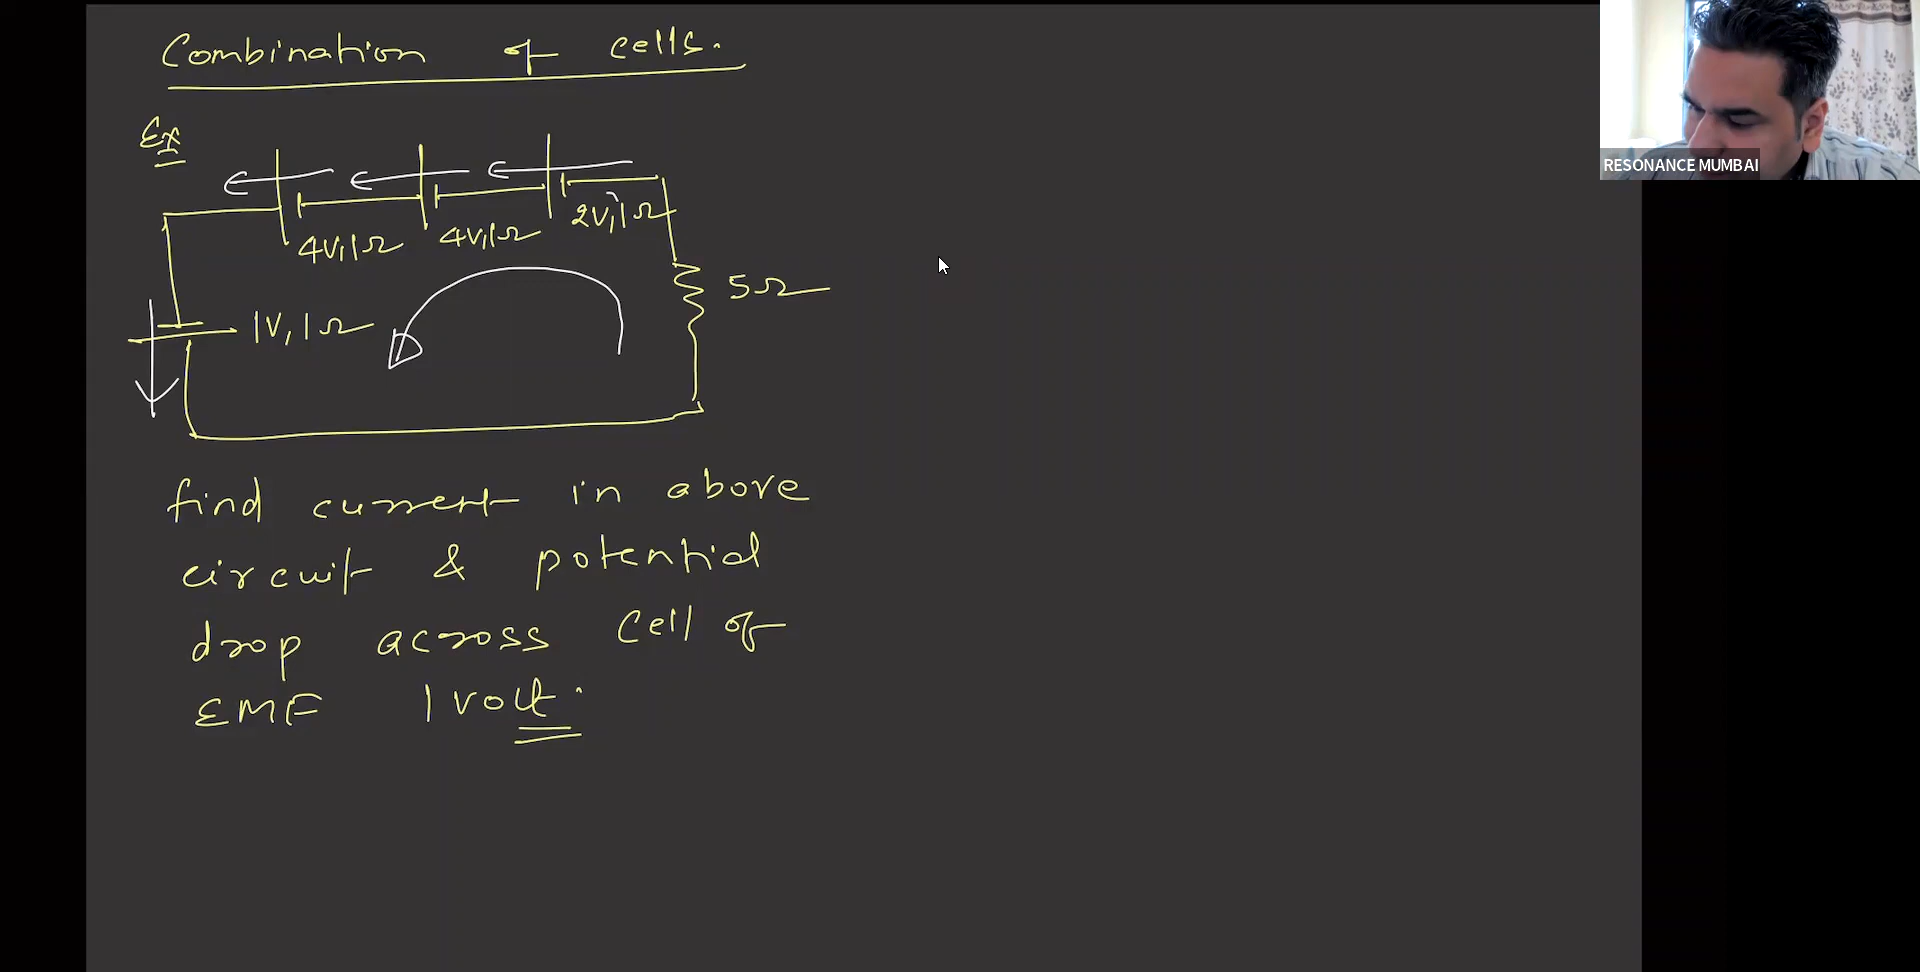 Combination of cells.
Ex
4V, 1Ω
4V, 1Ω
2V, 1Ω
5Ω
1V, 1Ω
find current in above
circuit & potential
drop across cell of
EMF 1 volt.
RESONANCE MUMBAI